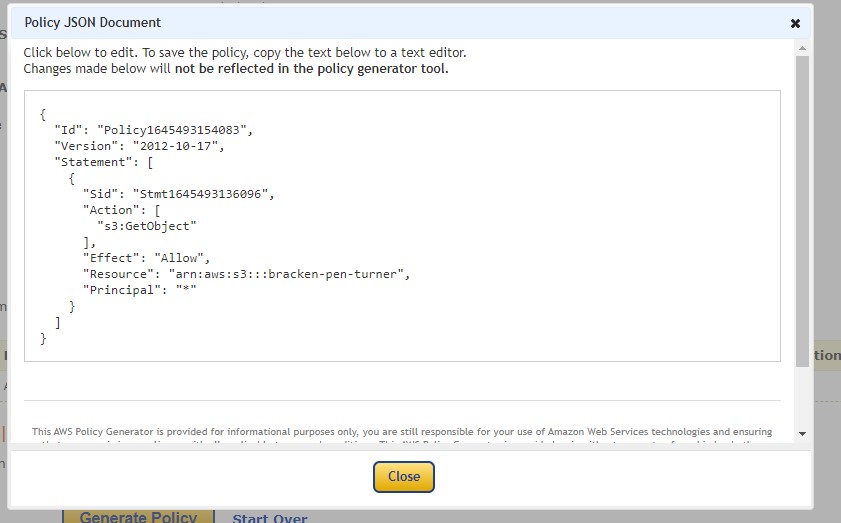 Policy JSON Document
Click below to edit. To save the policy, copy the text below to a text editor.
Changes made below will not be reflected in the policy generator tool.
{
"Id": "Policy1645493154083",
"Version": "2012-10-17",
"Statement": [
{
"Sid": "Stmt1645493136096",
"Action": [
"s3:GetObject"
],
"Effect": "Allow",
"Resource": "arn:aws:s3:::bracken-pen-turner",
"Principal": "*"
}
]
}
This AWS Policy Generator is provided for informational purposes only, you are still responsible for your use of Amazon Web Services technologies and ensuring
tion
Close
Generate Policy Start Over